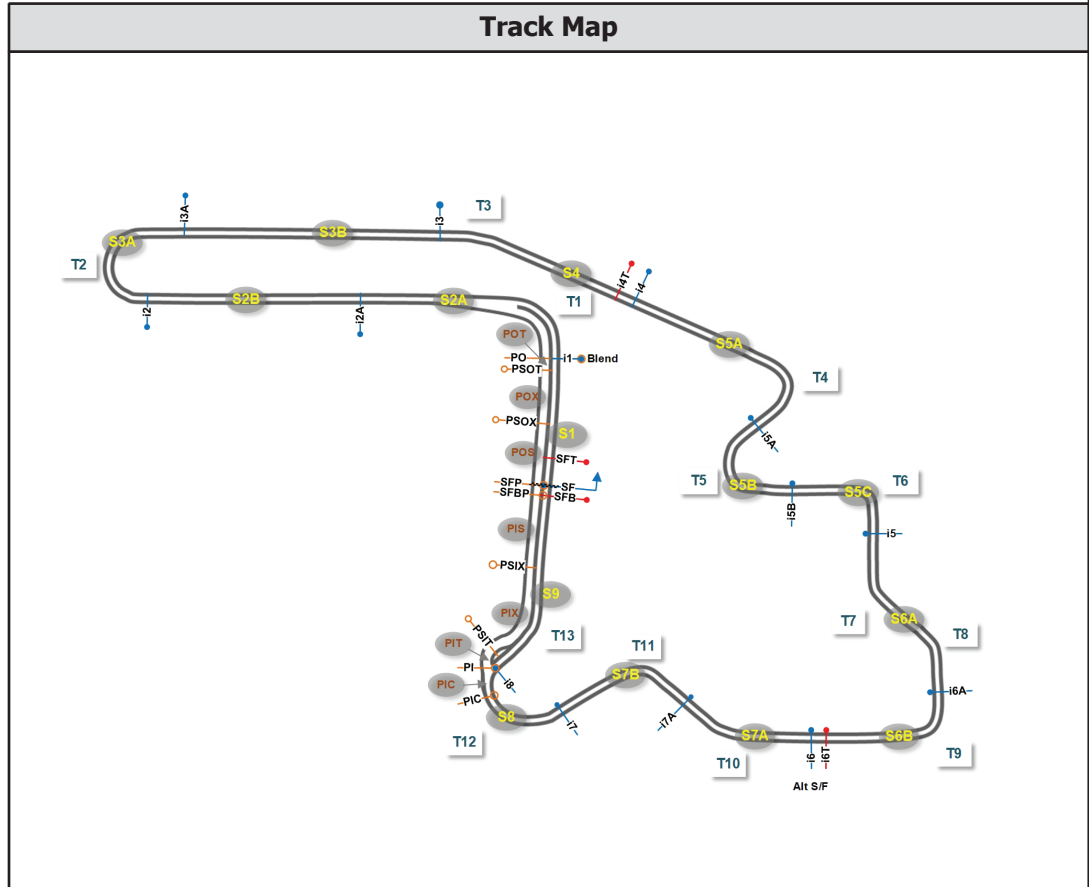 Track Map
i3A
i3
T3
S3A
S3B
T2
S4
i4T
i4
T1
i2
S2B
i2A
S2A
POT
S5A
PO
i1
Blend
PSOT
T4
POX
PSOX
S1
i5A
POS
SFT
T5
S5B
S5C
T6
SFP
SF
SFBP
SFB
i5B
PIS
i5
PSIX
S9
PIX
T13
T7
S6A
T8
PSIT
PIT
T11
PI
S7B
PIC
i8
i6A
PIC
S8
i7
i7A
T12
S7A
i6
i6T
S6B
T10
T9
Alt S/F